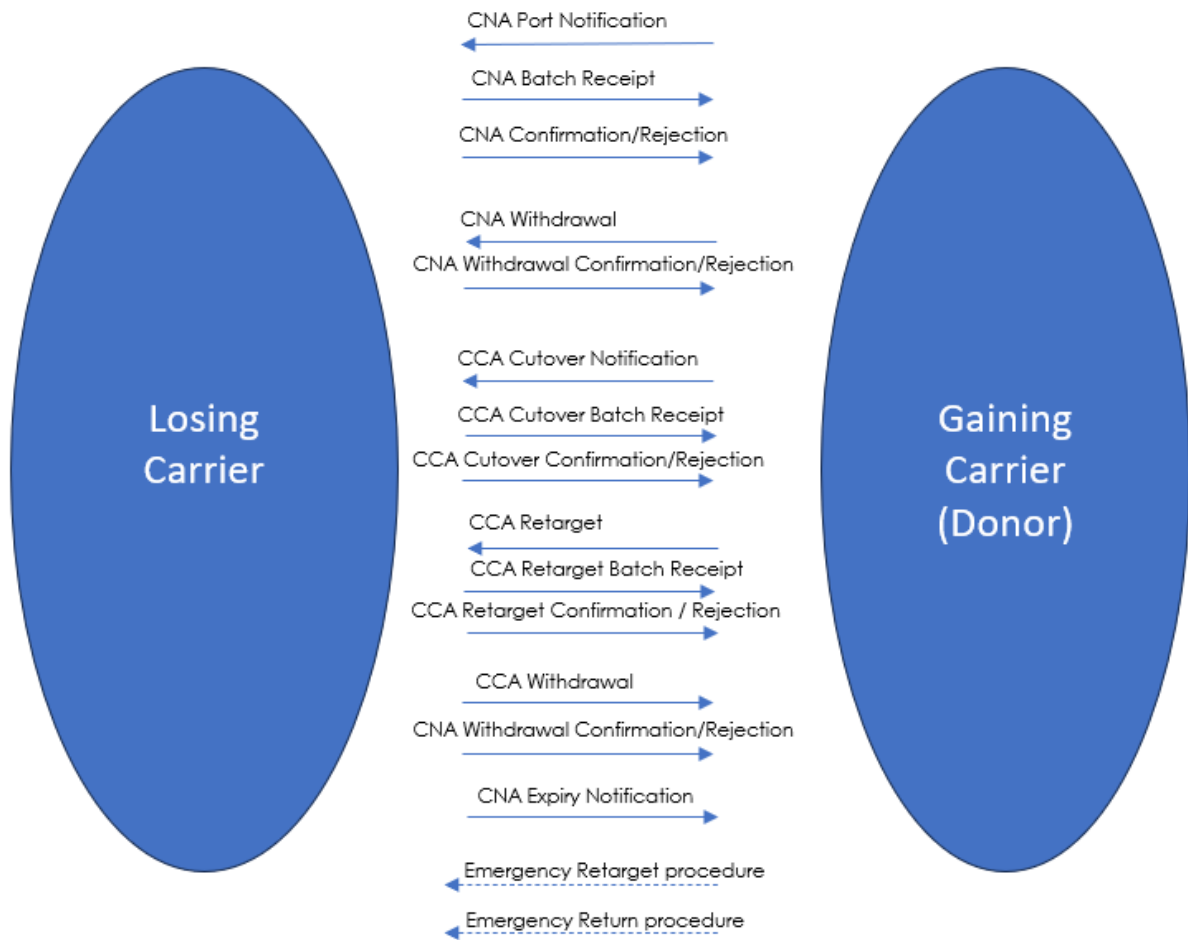 CNA Port Notification
CNA Batch Receipt
CNA Confirmation/Rejection
CNA Withdrawal
CNA Withdrawal Confirmation/Rejection
CCA Cutover Notification
CCA Cutover Batch Receipt
CCA Cutover Confirmation/Rejection
CCA Retarget
CCA Retarget Batch Receipt
CCA Retarget Confirmation / Rejection
CCA Withdrawal
CNA Withdrawal Confirmation/Rejection
CNA Expiry Notification
Emergency Retarget procedure
Emergency Return procedure
Losing
Carrier
Gaining
Carrier
(Donor)